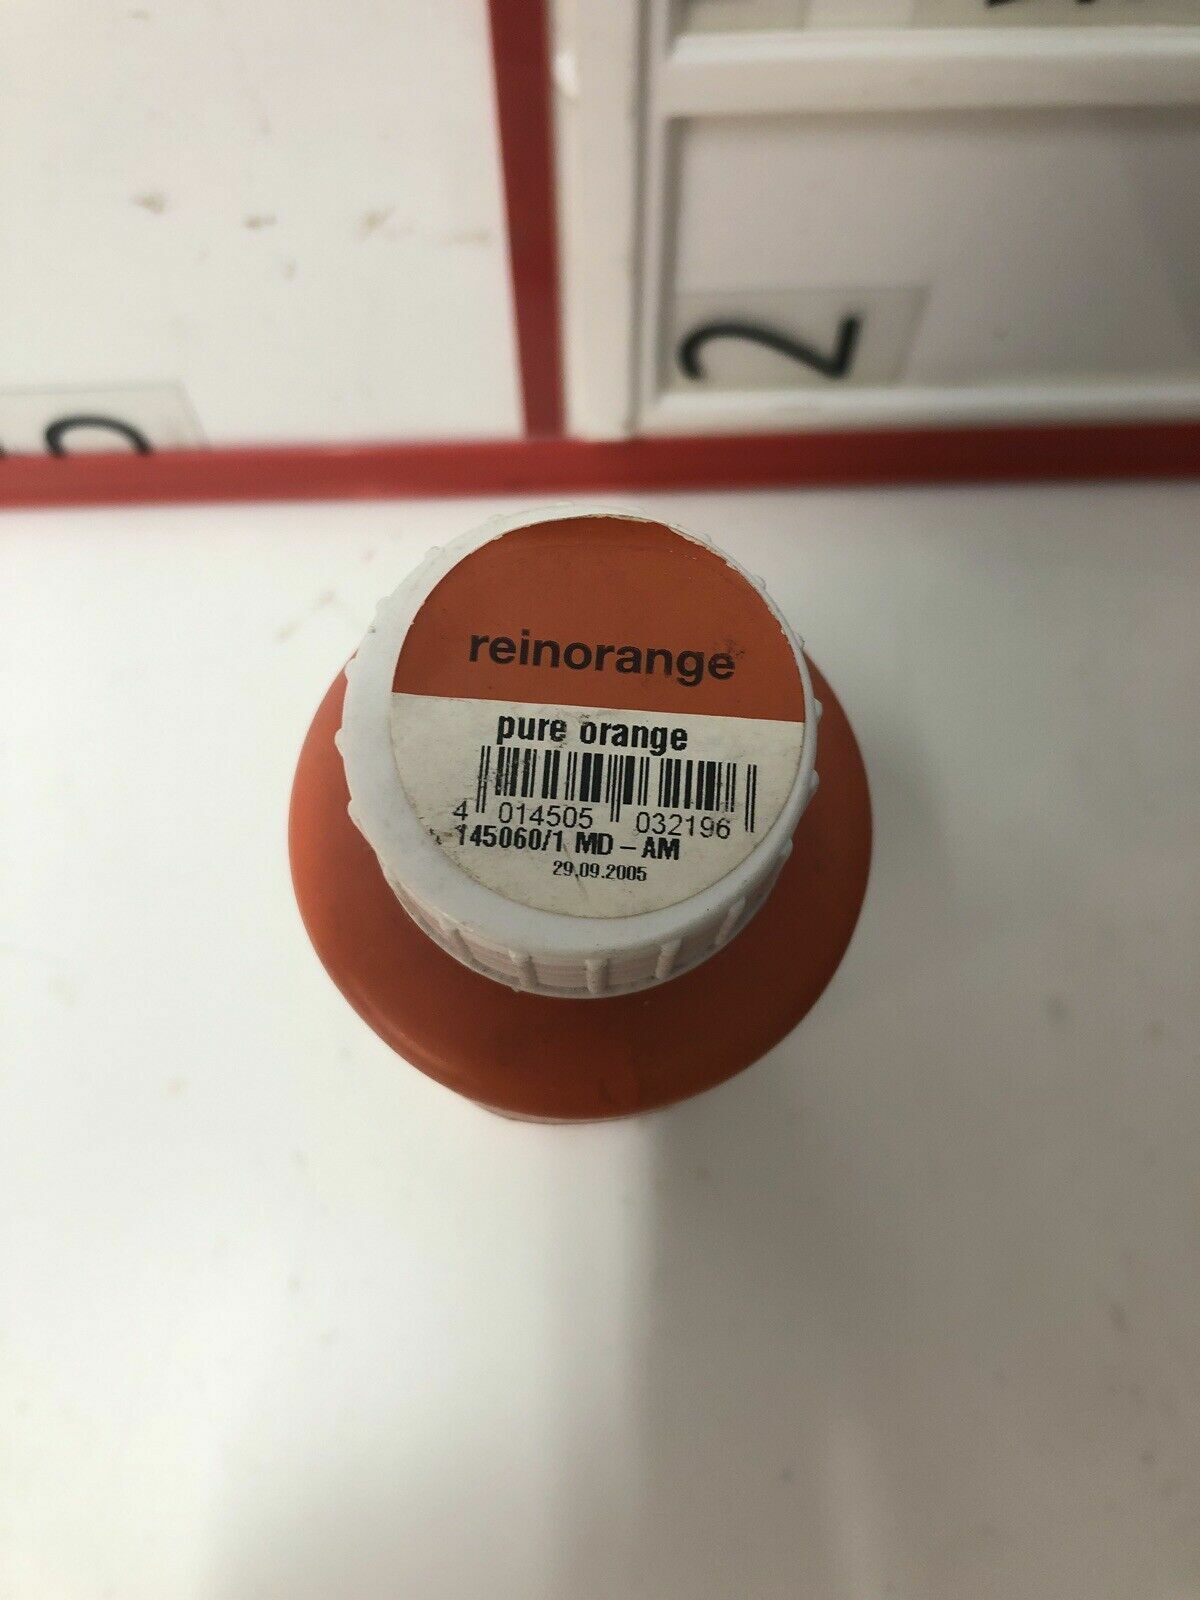 2
reinorange
pure orange
4 014505 032196
145060/1 MD - AM
29.09.2005